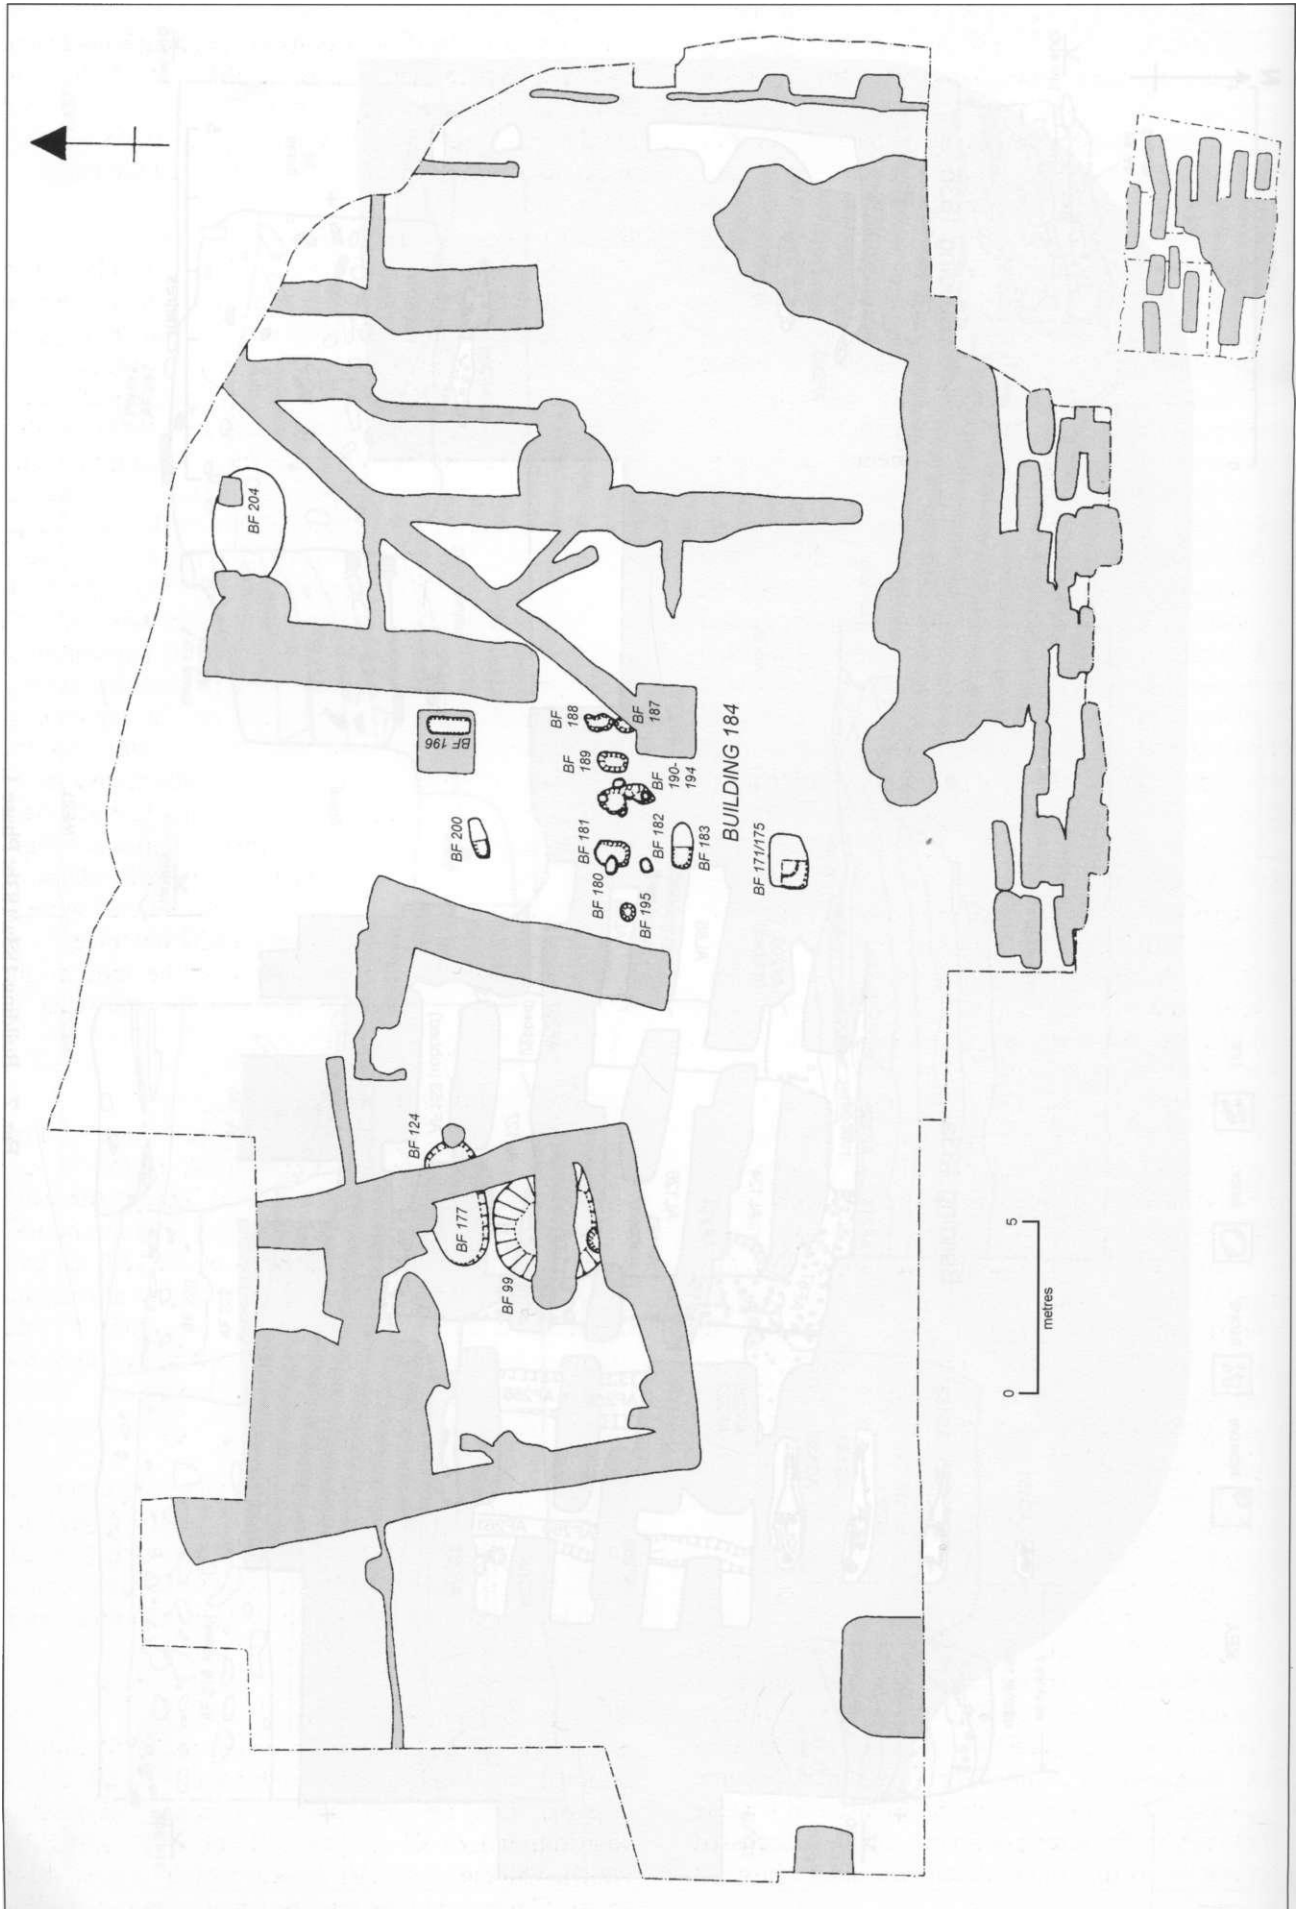 BF 204
BF 196
BF 200
BF
188
BF
187
BF
189
BF
190-
194
BF 181
BF 182
BF 180
BF 183
BF 195
BUILDING 184
BF 171/175
BF 124
BF 177
BF 99
0
5
metres